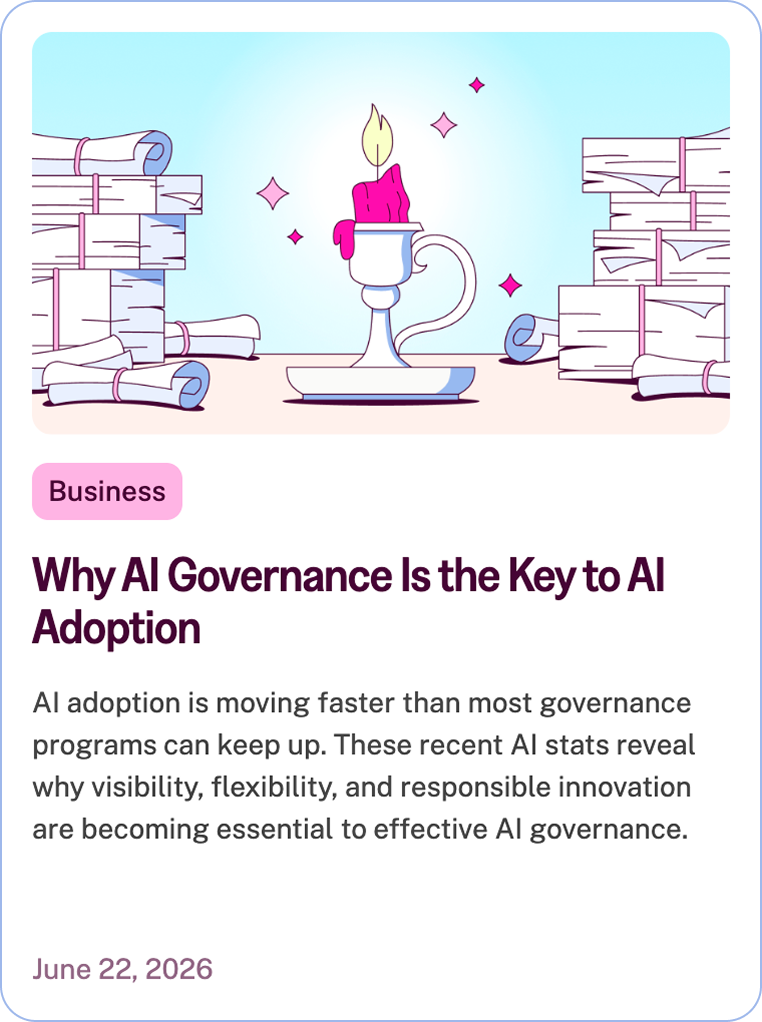 Business
Why AI Governance Is the Key to AI
Adoption
AI adoption is moving faster than most governance
programs can keep up. These recent AI stats reveal
why visibility, flexibility, and responsible innovation
are becoming essential to effective AI governance.
June 22, 2026